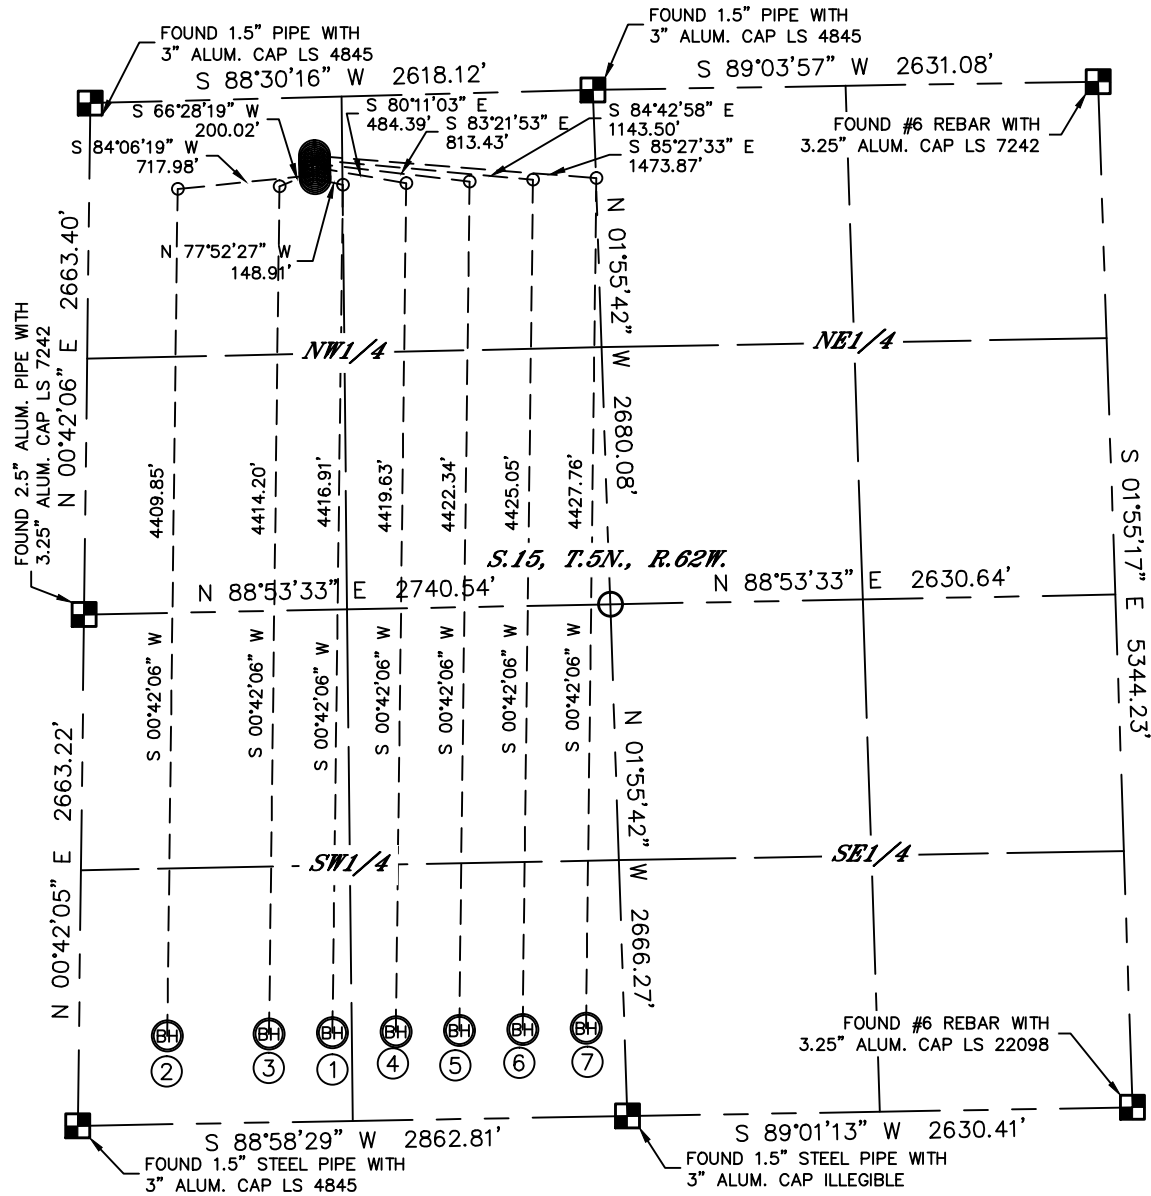 FOUND 1.5" PIPE WITH
3" ALUM. CAP LS 4845
FOUND 1.5" PIPE WITH
3" ALUM. CAP LS 4845
S 88°30'16" W 2618.12'
S 89°03'57" W 2631.08'
S 66°28'19" W
200.02'
S 80°11'03" E
484.39'
S 83°21'53" E
813.43'
S 84°42'58" E
1143.50'
FOUND #6 REBAR WITH
3.25" ALUM. CAP LS 7242
S 84°06'19" W
717.98'
S 85°27'33" E
1473.87'
N 77°52'27" W
148.91'
N 00°42'06" E 2663.40'
FOUND 2.5" ALUM. PIPE WITH
3.25" ALUM. CAP LS 7242
N 01°55'42" W 2680.08'
NW1/4
NE1/4
4409.85'
4414.20'
4416.91'
4419.63'
4422.34'
4425.05'
4427.76'
S 01°55'17" E 5344.23'
S.15, T.5N., R.62W.
N 88°53'33" E 2740.54'
N 88°53'33" E 2630.64'
S 00°42'06" W
S 00°42'06" W
S 00°42'06" W
S 00°42'06" W
S 00°42'06" W
S 00°42'06" W
S 00°42'06" W
N 00°42'05" E 2663.22'
N 01°55'42" W 2666.27'
SW1/4
SE1/4
BH
BH
BH
BH
BH
BH
BH
2
3
1
4
5
6
7
FOUND #6 REBAR WITH
3.25" ALUM. CAP LS 22098
S 88°58'29" W 2862.81'
S 89°01'13" W 2630.41'
FOUND 1.5" STEEL PIPE WITH
3" ALUM. CAP LS 4845
FOUND 1.5" STEEL PIPE WITH
3" ALUM. CAP ILLEGIBLE